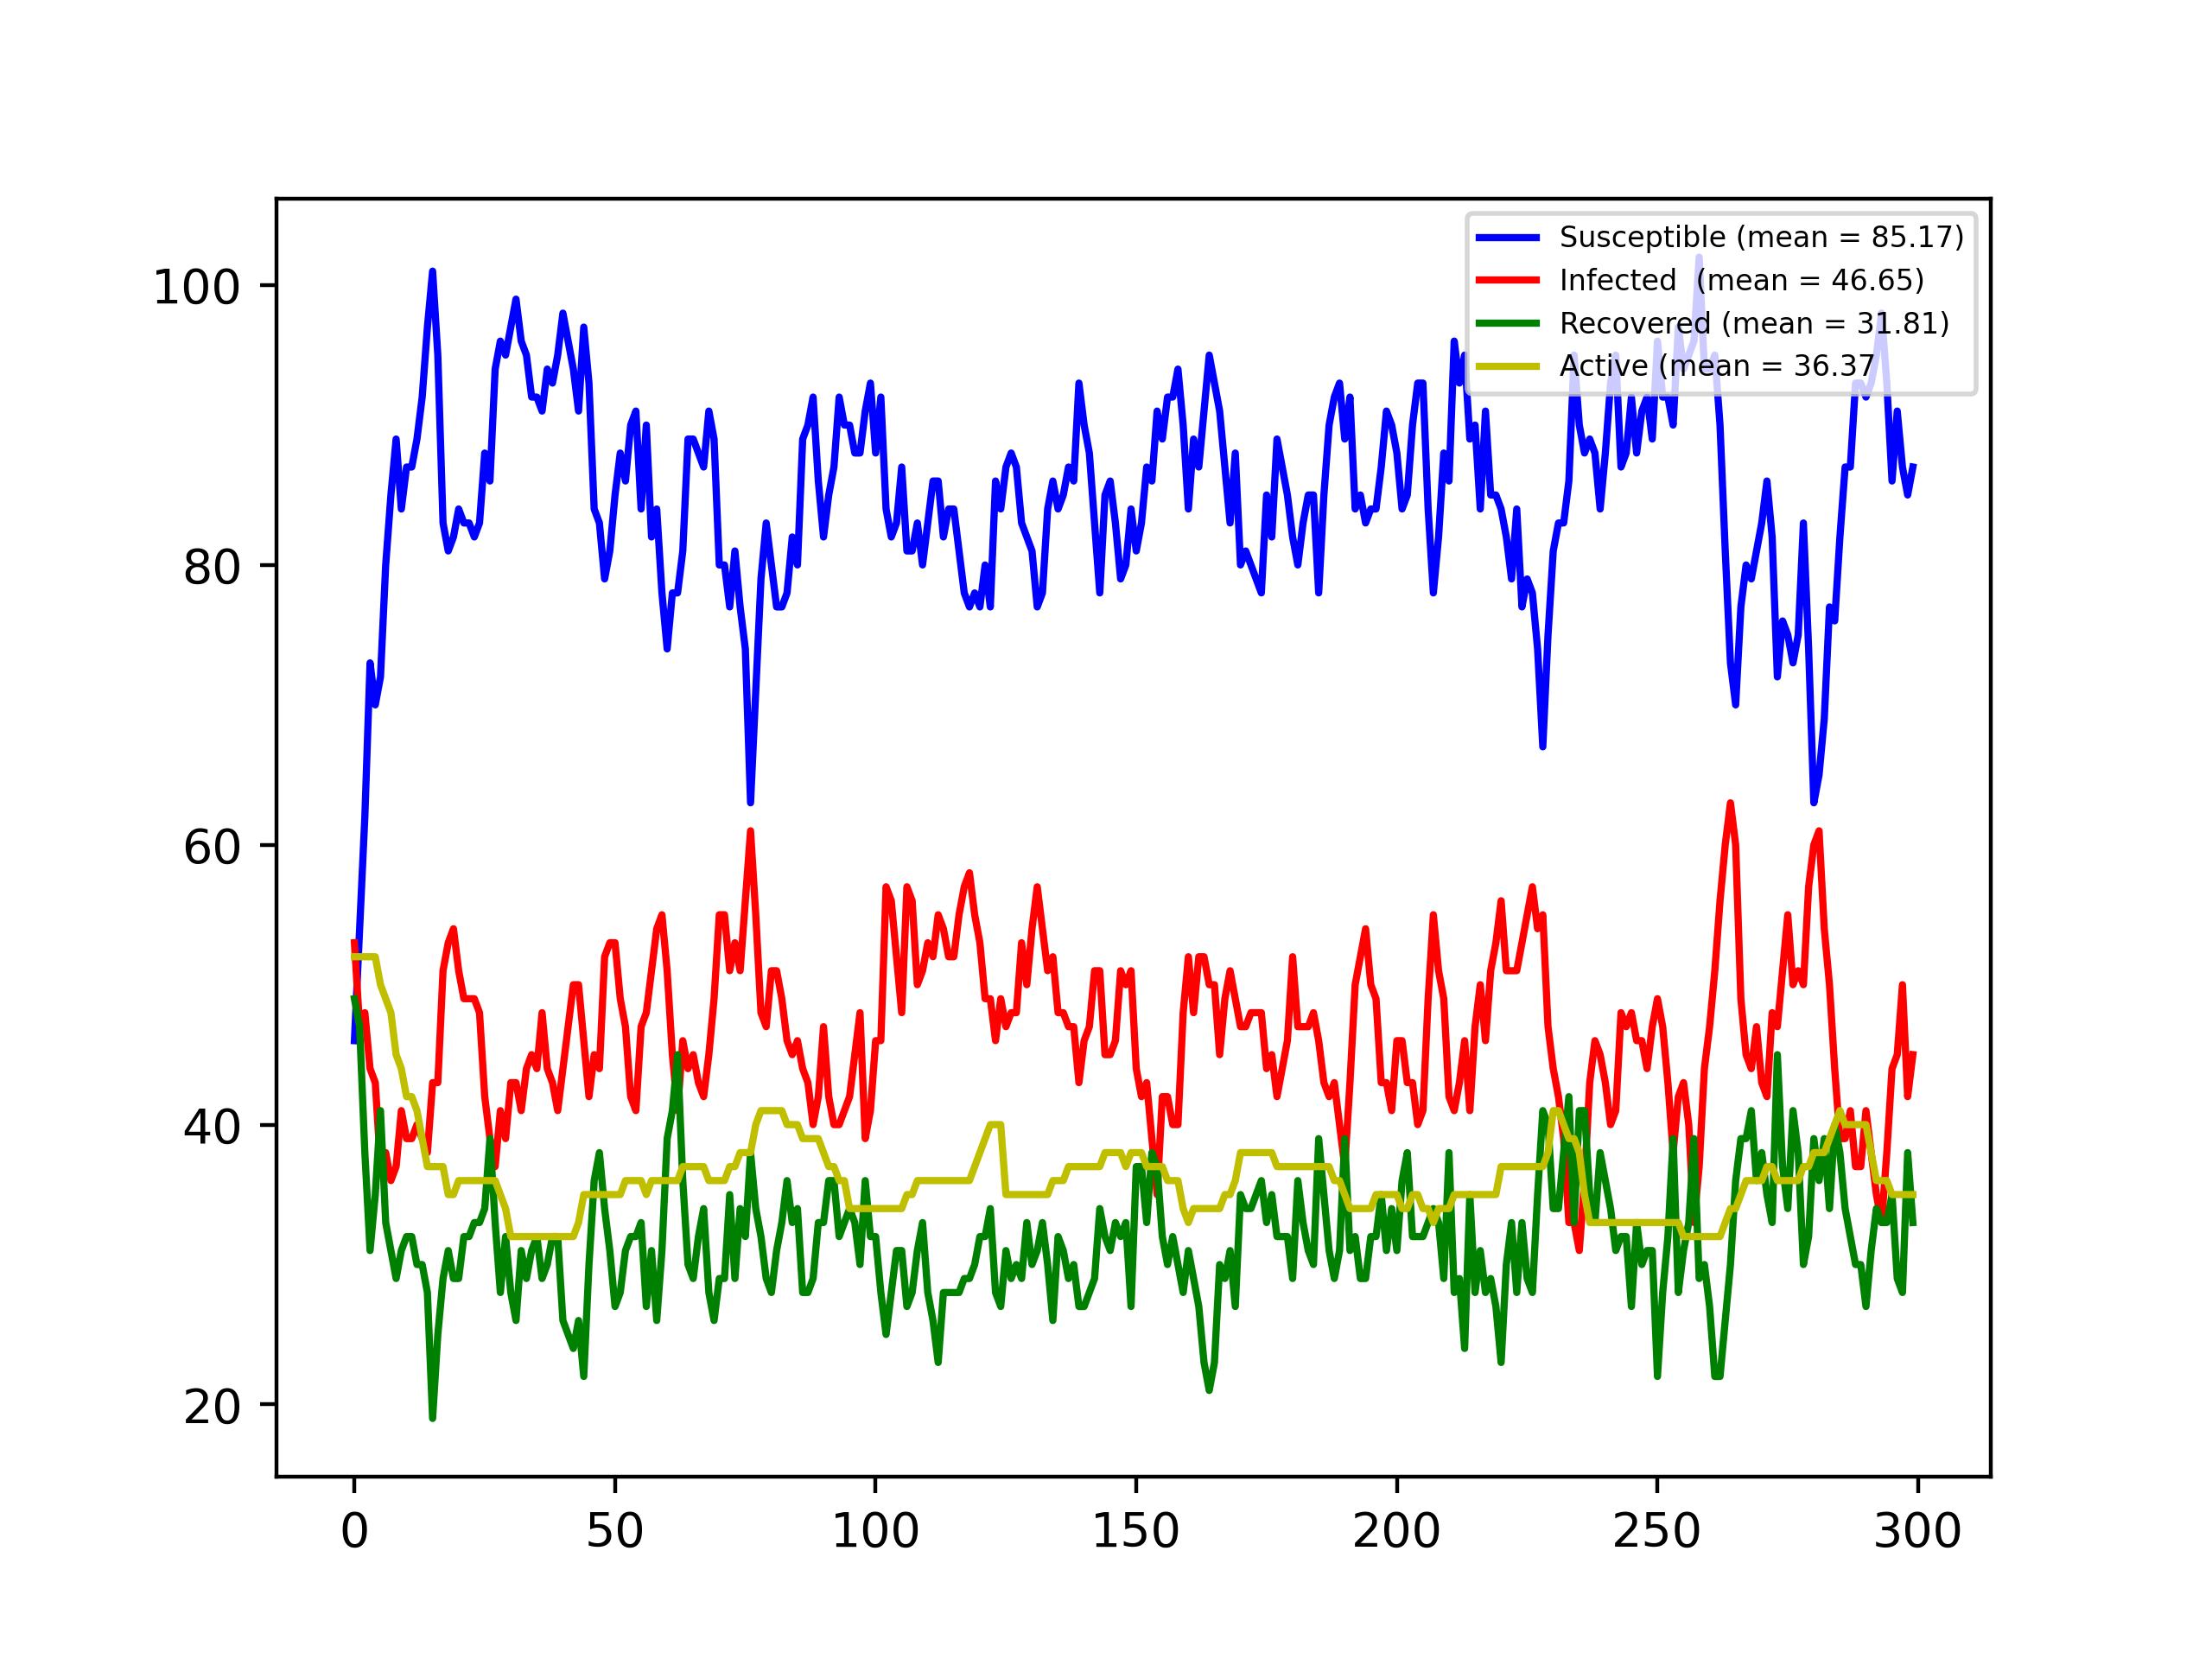 100
80
60
40
20
0 50 100 150 200 250 300
Susceptible (mean = 85.17)
Infected  (mean = 46.65)
Recovered (mean = 31.81)
Active (mean = 36.37